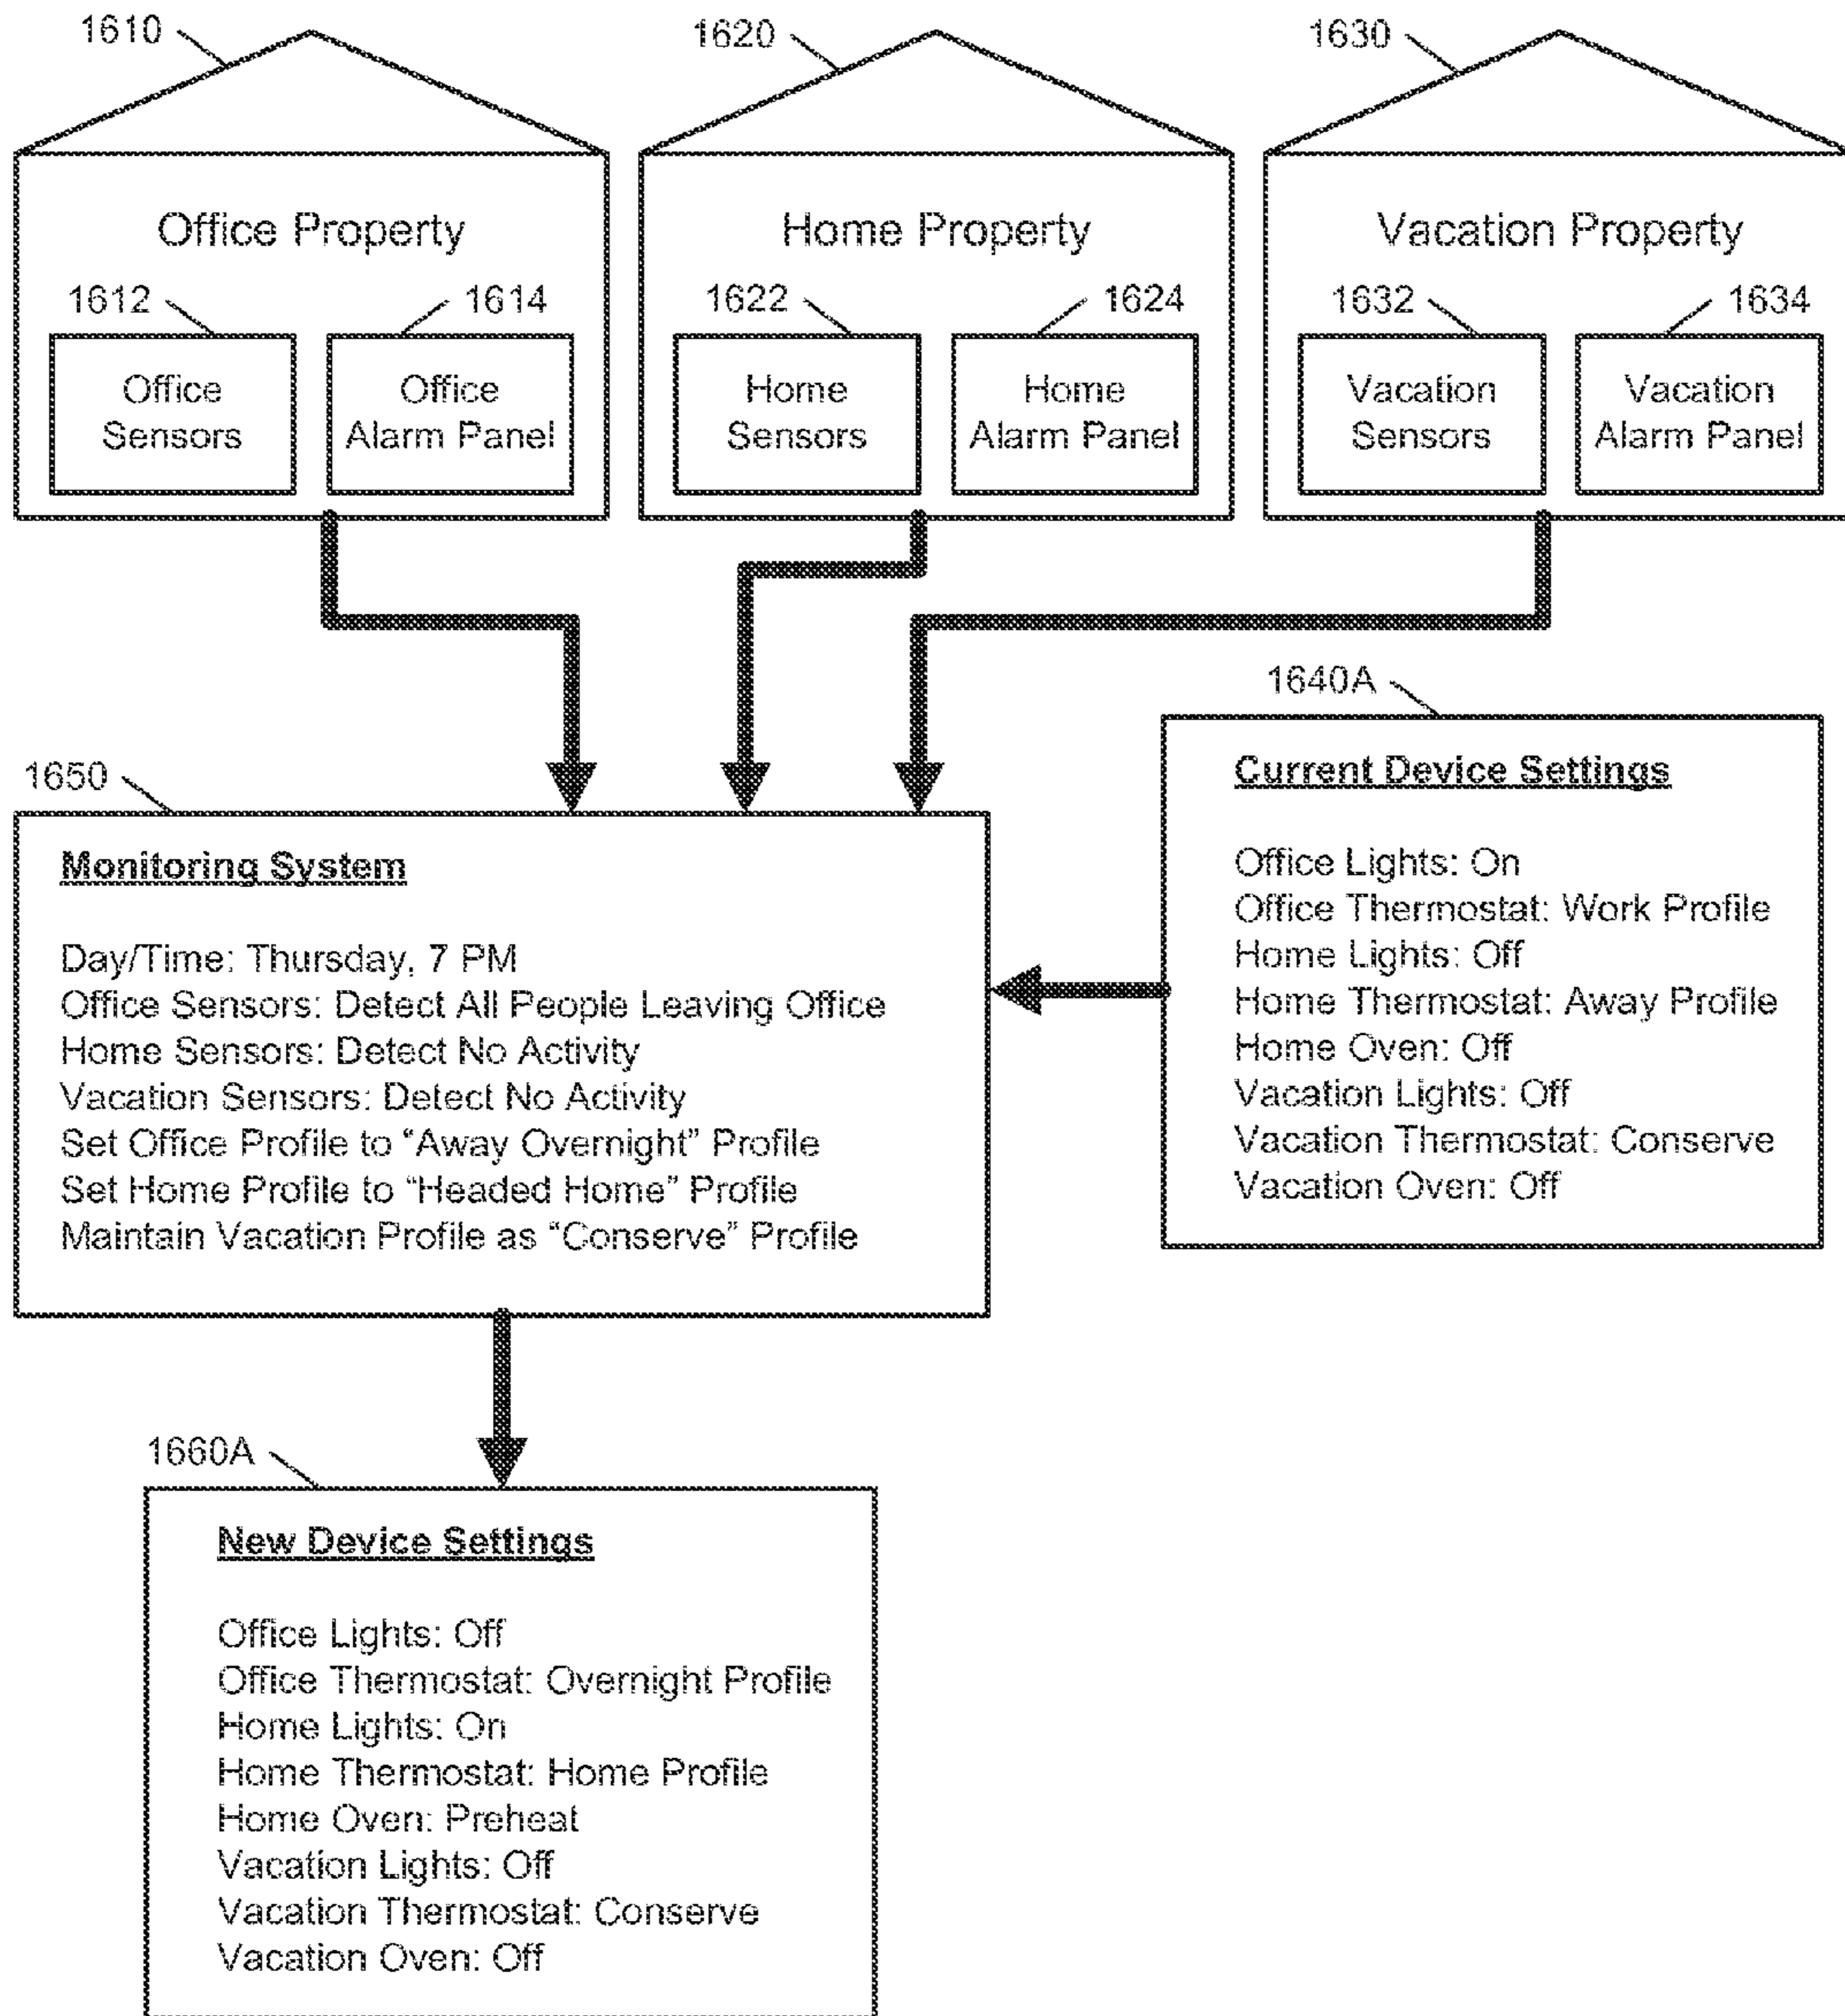 1610
1620
1630
Office Property
Home Property
Vacation Property
1612
1614
1622
1624
1632
1634
Office
Sensors
Office
Alarm Panel
Home
Sensors
Home
Alarm Panel
Vacation
Sensors
Vacation
Alarm Panel
1640A
Current Device Settings
Office Lights: On
Office Thermostat: Work Profile
Home Lights: Off
Home Thermostat: Away Profile
Home Oven: Off
Vacation Lights: Off
Vacation Thermostat: Conserve
Vacation Oven: Off
1650
Monitoring System
Day/Time: Thursday, 7 PM
Office Sensors: Detect All People Leaving Office
Home Sensors: Detect No Activity
Vacation Sensors: Detect No Activity
Set Office Profile to “Away Overnight” Profile
Set Home Profile to “Headed Home” Profile
Maintain Vacation Profile as “Conserve” Profile
1660A
New Device Settings
Office Lights: Off
Office Thermostat: Overnight Profile
Home Lights: On
Home Thermostat: Home Profile
Home Oven: Preheat
Vacation Lights: Off
Vacation Thermostat: Conserve
Vacation Oven: Off